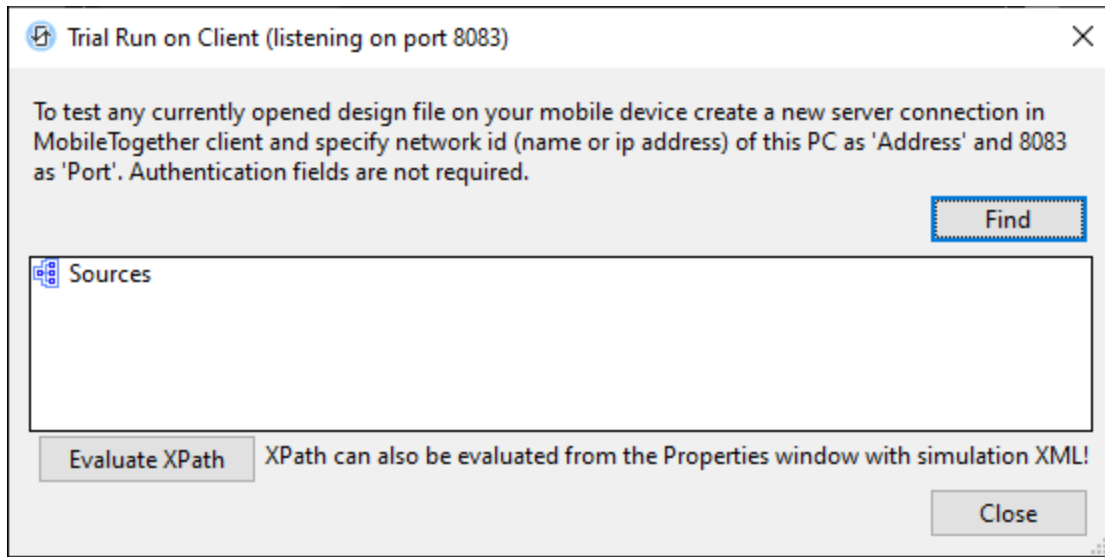 Trial Run on Client (listening on port 8083)
To test any currently opened design file on your mobile device create a new server connection in
MobileTogether client and specify network id (name or ip address) of this PC as 'Address' and 8083
as 'Port'. Authentication fields are not required.
Find
Sources
Evaluate XPath XPath can also be evaluated from the Properties window with simulation XML!
Close